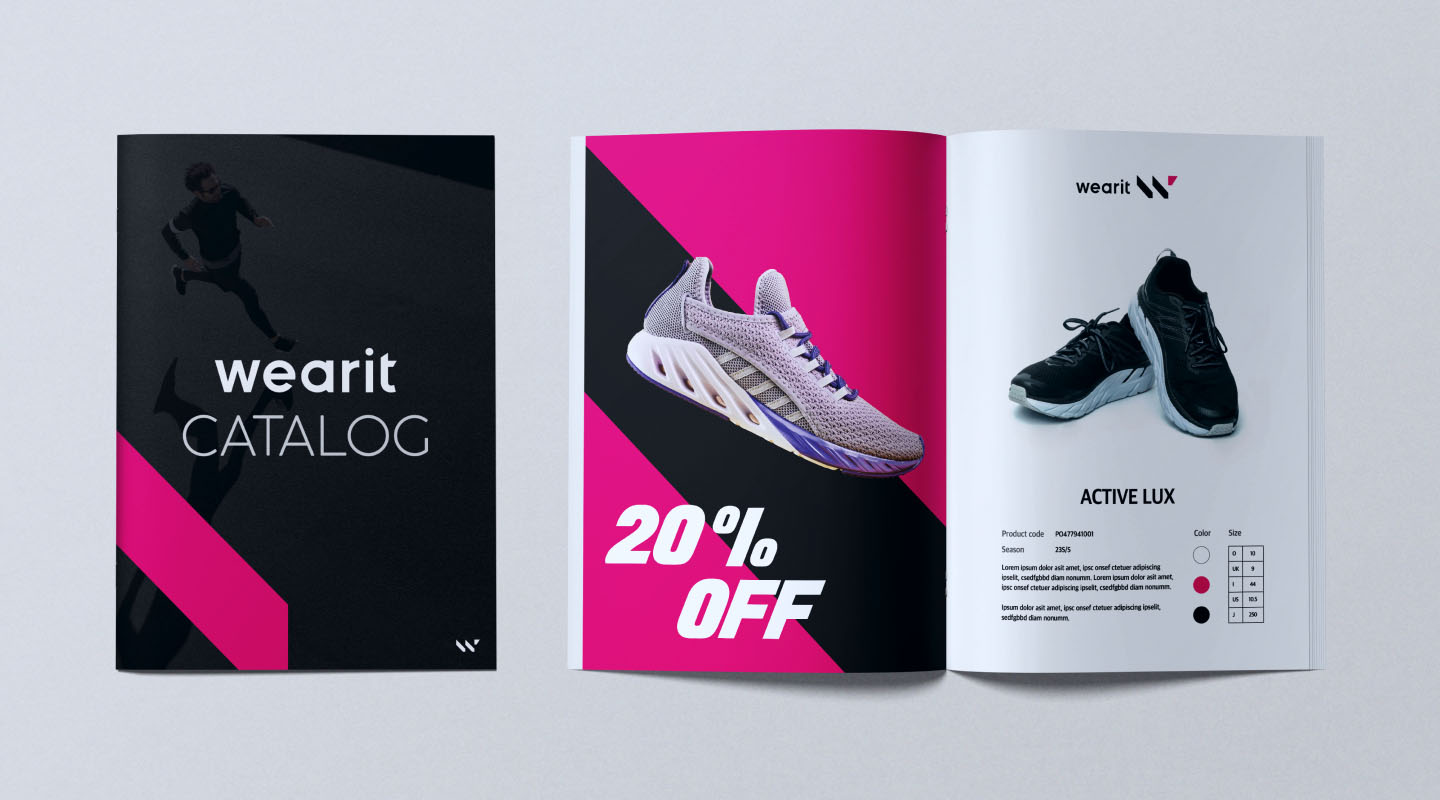 wearit
CATALOG
20%
OFF
wearit
ACTIVE LUX
Product code PO477941001
Season 23S/S
Lorem ipsum dolor asit amet, ipsc onsef ctetuer adipiscing
ipselit, csedfgbbd diam nonumm. Lorem ipsum dolor asit amet,
ipsc onsef ctetuer adipiscing ipselit, csedfgbbd diam nonummm.
Ipsum dolor asit amet, ipsc onsef ctetuer adipiscing ipselit,
sedfgbbd diam nonumm.
Color
Size
O 10
UK 9
I 44
US 10.5
J 250